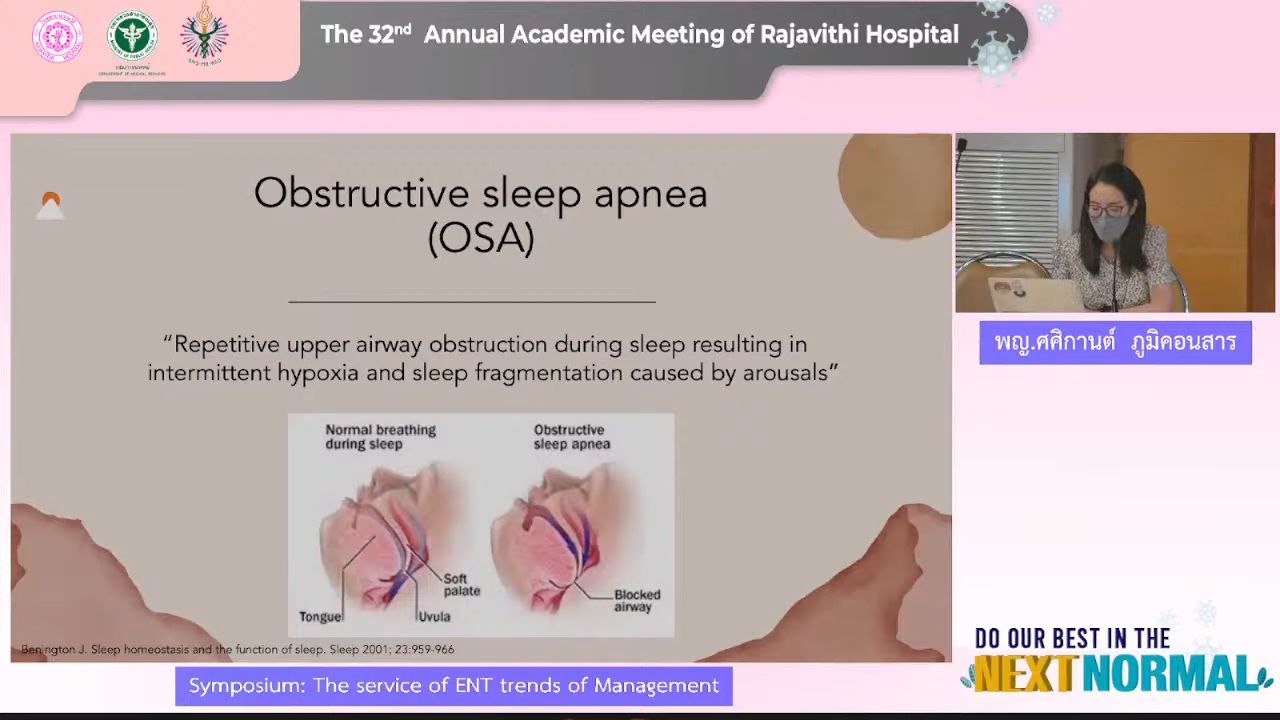 The 32nd Annual Academic Meeting of Rajavithi Hospital
Obstructive sleep apnea
(OSA)
“Repetitive upper airway obstruction during sleep resulting in
intermittent hypoxia and sleep fragmentation caused by arousals”
Normal breathing
during sleep
Obstructive
sleep apnea
Soft
palate
Tongue
Uvula
Blocked
airway
Benington J. Sleep homeostasis and the function of sleep. Sleep 2001; 23:959-966
พญ.ศศิกานต์ ภูมิคอนสาร
Symposium: The service of ENT trends of Management
DO OUR BEST IN THE
NEXT NORMAL